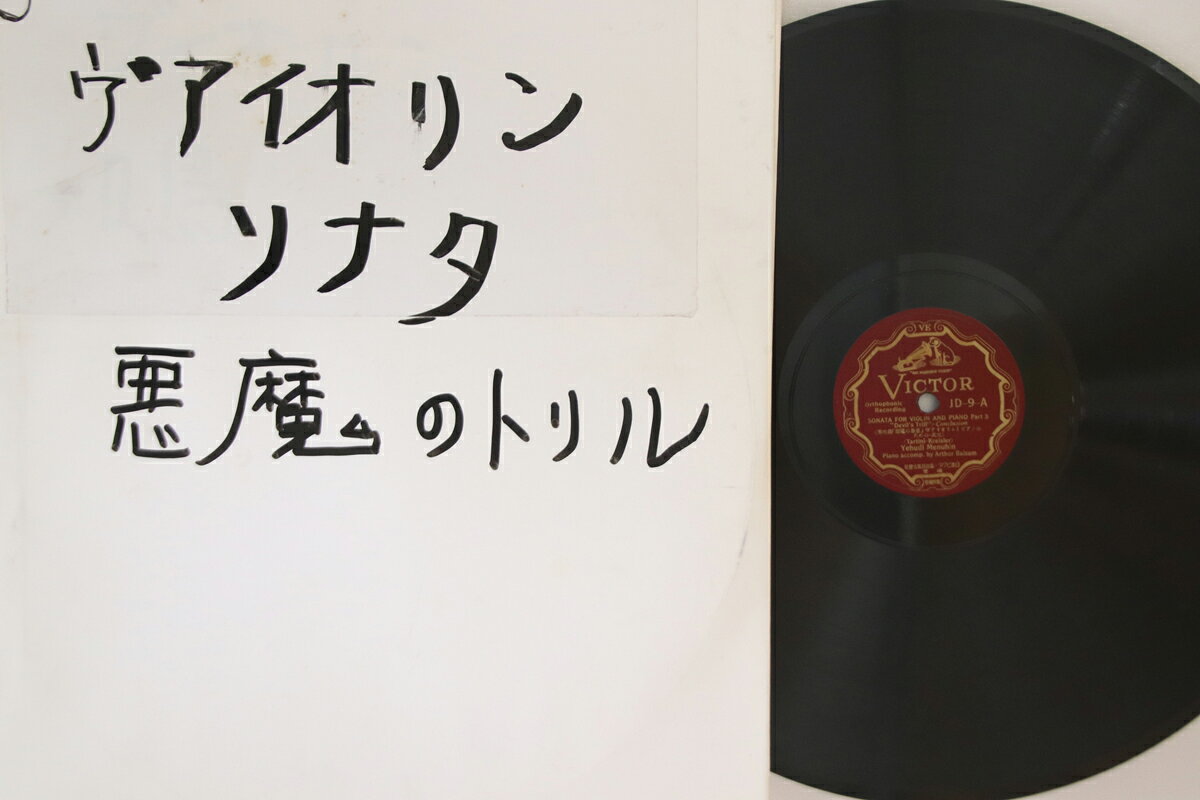 ヴアイオリン
ソナタ
悪魔のトリル
VE
VICTOR
Orthophonic
Recording
JD-9-A
SONATA FOR VIOLIN AND PIANO Part 3
"Devil's Trill"-Conclusion
(Tartini-Kreisler)
Yehudi Menuhin
Piano accomp. by Arthur Balsam